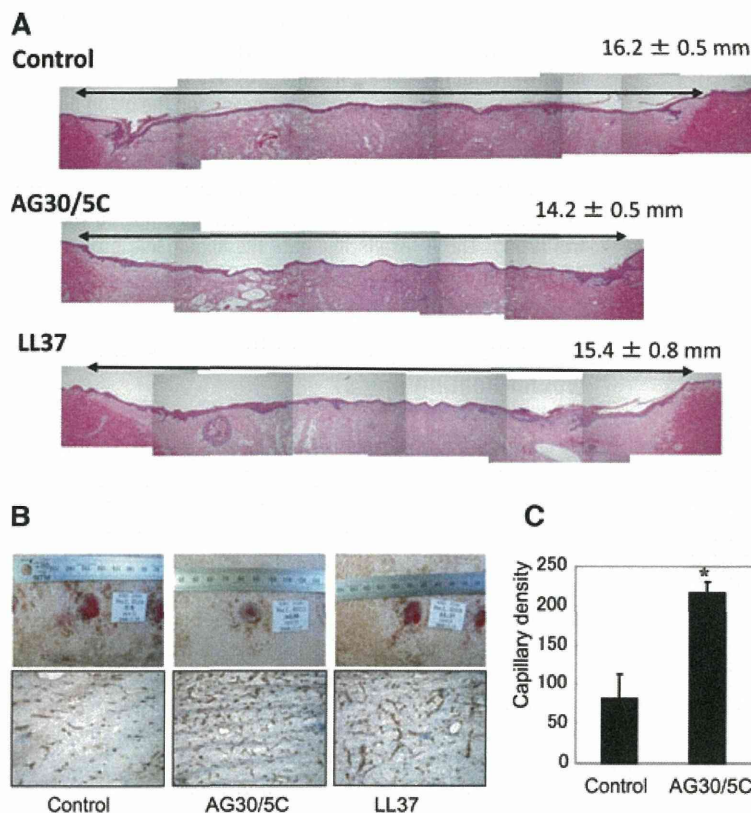 A
Control
16.2 ± 0.5 mm
AG30/5C
14.2 ± 0.5 mm
LL37
15.4 ± 0.8 mm
B
C
Control
AG30/5C
LL37
Capillary density
250
200
150
100
50
0
*
Control
AG30/5C